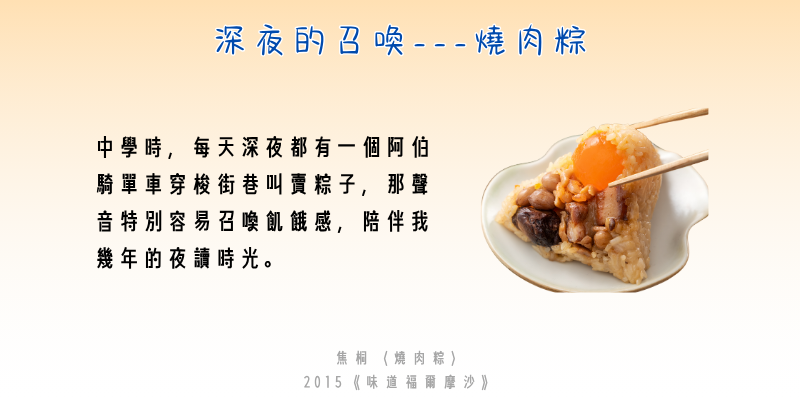 深夜的召喚---燒肉粽
中學時，每天深夜都有一個阿伯
騎單車穿梭街巷叫賣粽子，那聲
音特別容易召喚飢餓感，陪伴我
幾年的夜讀時光。
焦桐〈燒肉粽〉
2015《味道福爾摩沙》